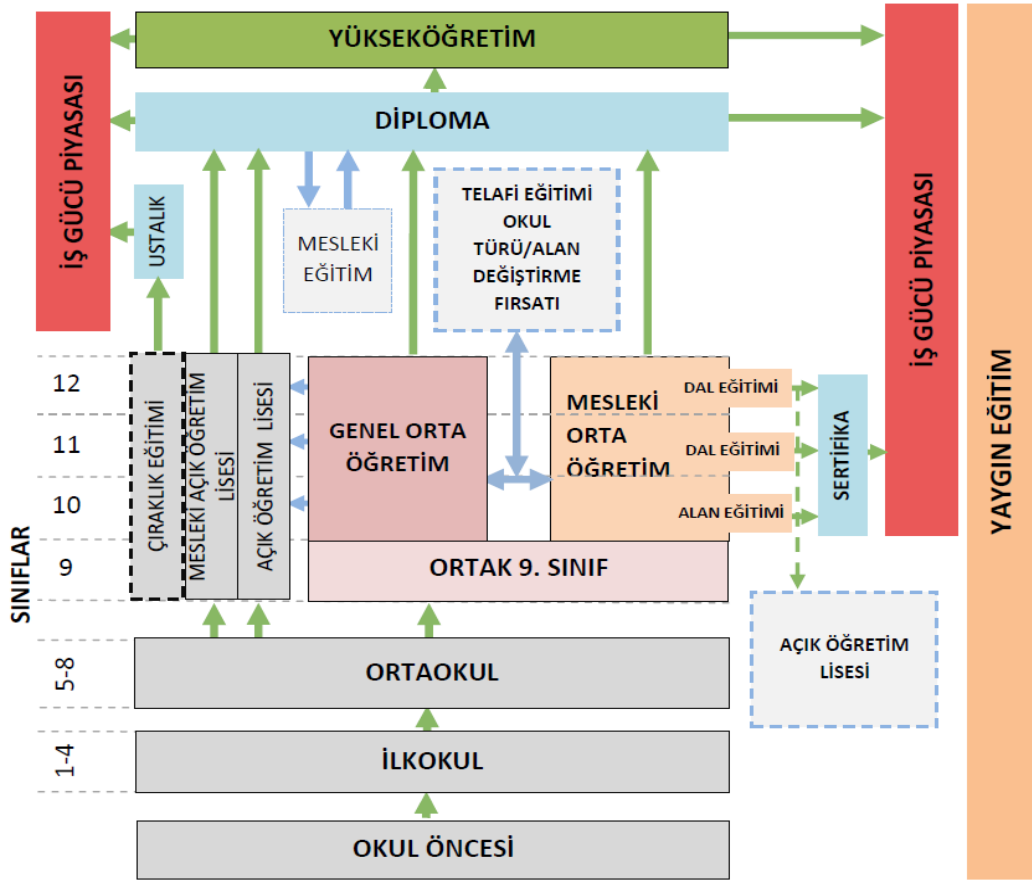 YÜKSEKÖĞRETİM
DİPLOMA
İŞ GÜCÜ PİYASASI
USTALIK
MESLEKİ
EĞİTİM
TELAFİ EĞİTİMİ
OKUL
TÜRÜ/ALAN
DEĞİŞTİRME
FIRSATI
İŞ GÜCÜ PİYASASI
YAYGIN EĞİTİM
SINIFLAR
12
11
10
9
5-8
1-4
ÇIRAKLIK EĞİTİMİ
MESLEKİ AÇIK ÖĞRETİM
LİSESİ
AÇIK ÖĞRETİM LİSESİ
GENEL ORTA
ÖĞRETİM
MESLEKİ
ORTA
ÖĞRETİM
DAL EĞİTİMİ
DAL EĞİTİMİ
ALAN EĞİTİMİ
SERTİFİKA
ORTAK 9. SINIF
AÇIK ÖĞRETİM
LİSESİ
ORTAOKUL
İLKOKUL
OKUL ÖNCESİ